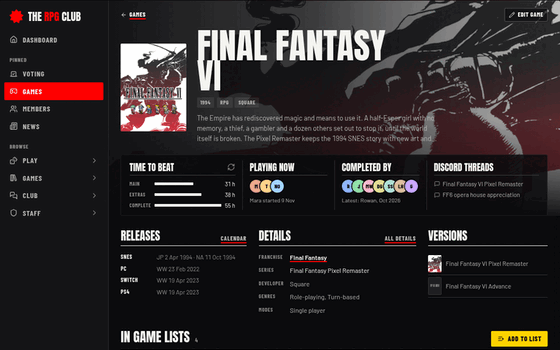 THE RPG CLUB
DASHBOARD
PINNED
VOTING
GAMES
MEMBERS
NEWS
BROWSE
PLAY
GAMES
CLUB
STAFF
← GAMES
EDIT GAME
FINAL FANTASY
VI
1994 RPG SQUARE
The Empire has rediscovered magic and means to use it. A half-Esper girl with no
memory, a thief, a gambler and a dozen others set out to stop it, until the world
itself is broken. The Pixel Remaster keeps the 1994 SNES story with new art and
TIME TO BEAT
MAIN 31 h
EXTRAS 38 h
COMPLETE 55 h
PLAYING NOW
M T NO
Mara started 9 Nov
COMPLETED BY
Latest: Rowan, Oct 2026
DISCORD THREADS
Final Fantasy VI Pixel Remaster
FF6 opera house appreciation
RELEASES
CALENDAR
SNES JP 2 Apr 1994 · NA 11 Oct 1994
PC WW 23 Feb 2022
SWITCH WW 19 Apr 2023
PS4 WW 19 Apr 2023
DETAILS
ALL DETAILS
FRANCHISE Final Fantasy
SERIES Final Fantasy Pixel Remaster
DEVELOPER Square
GENRES Role-playing, Turn-based
MODES Single player
VERSIONS
Final Fantasy VI Pixel Remaster
Final Fantasy VI Advance
IN GAME LISTS 4
ADD TO LIST